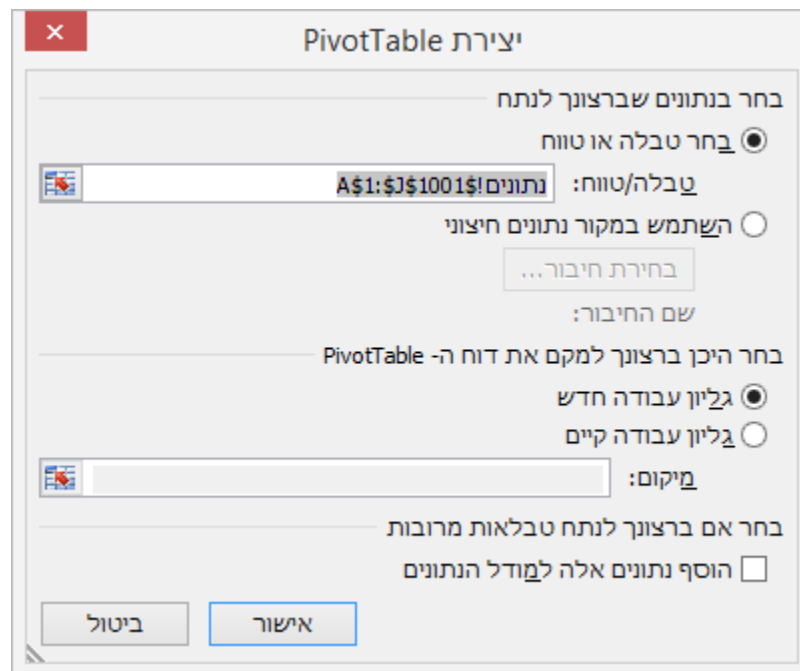 יצירת PivotTable
בחר בנתונים שברצונך לנתח
בחר טבלה או טווח
טבלה/טווח: נתונים!$A$1:$J$1001
השתמש במקור נתונים חיצוני
בחירת חיבור...
שם החיבור:
בחר היכן ברצונך למקם את דוח ה- PivotTable
גליון עבודה חדש
גליון עבודה קיים
מיקום:
בחר אם ברצונך לנתח טבלאות מרובות
הוסף נתונים אלה למודל הנתונים
אישור ביטול